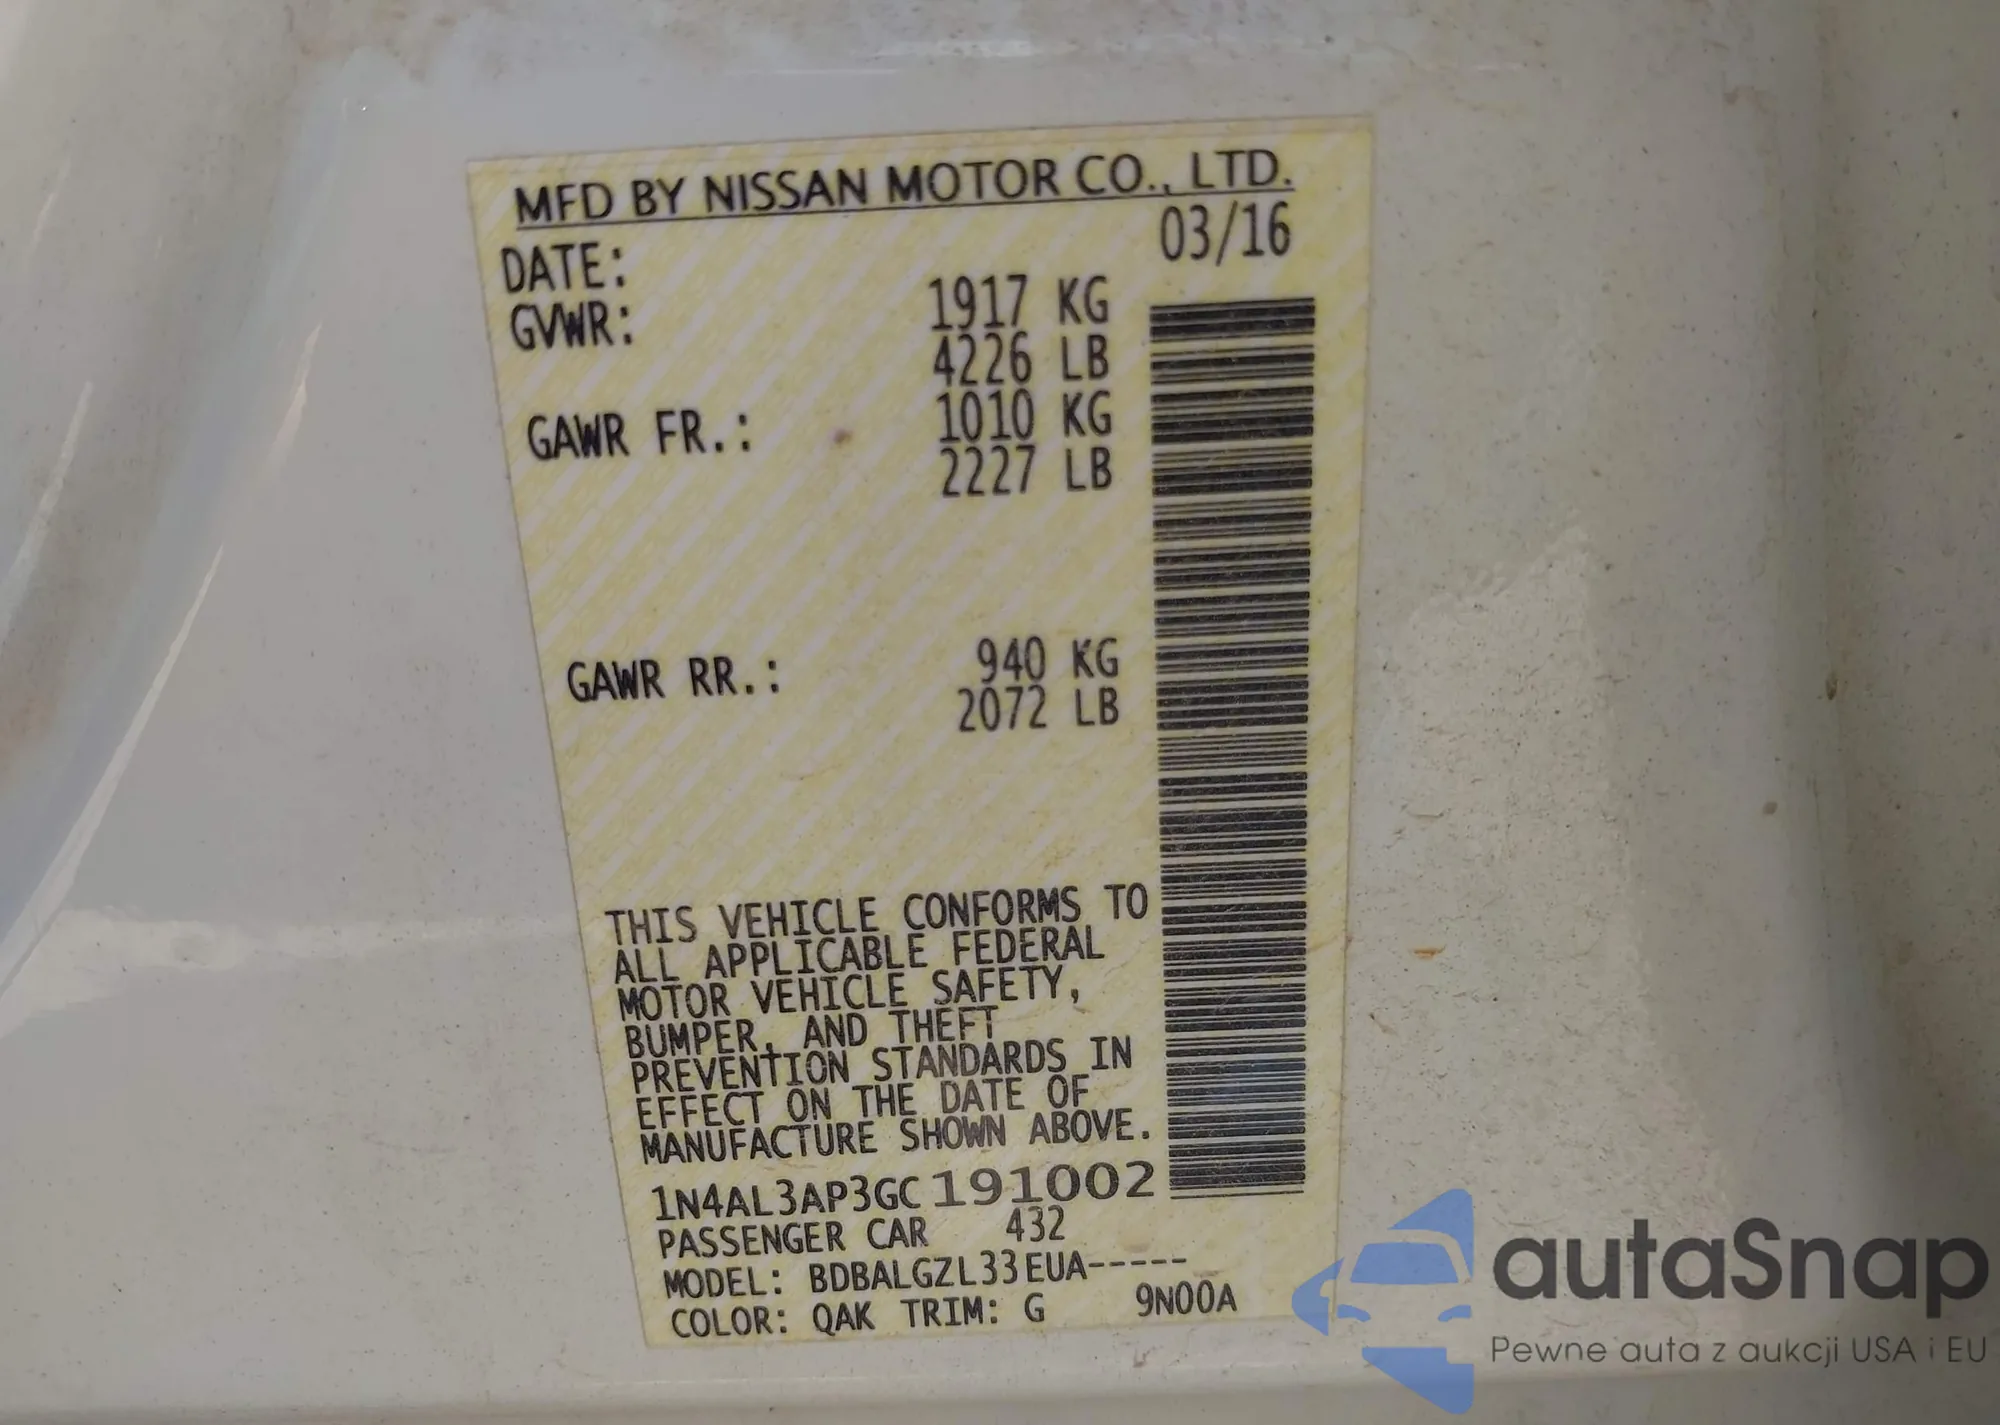 MFD BY NISSAN MOTOR CO., LTD.
DATE: 03/16
GVWR: 1917 KG
4226 LB
GAWR FR.: 1010 KG
2227 LB
GAWR RR.: 940 KG
2072 LB
THIS VEHICLE CONFORMS TO
ALL APPLICABLE FEDERAL
MOTOR VEHICLE SAFETY,
BUMPER, AND THEFT
PREVENTION STANDARDS IN
EFFECT ON THE DATE OF
MANUFACTURE SHOWN ABOVE.
1N4AL3AP3GC191002
PASSENGER CAR 432
MODEL: BDBALGZL33EUA-----
COLOR: QAK TRIM: G 9N00A
autaSnap
Pewne auta z aukcji USA i EU